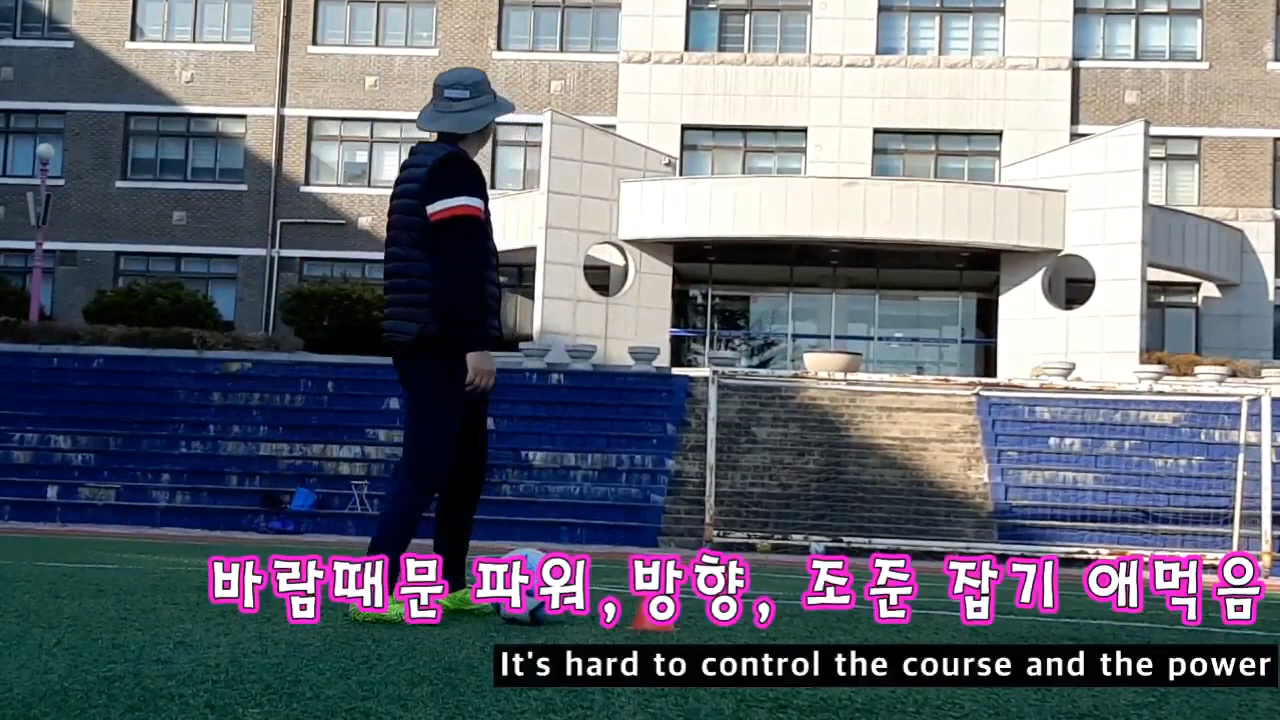 바람때문 파워,방향, 조준 잡기 애먹음
It's hard to control the course and the power